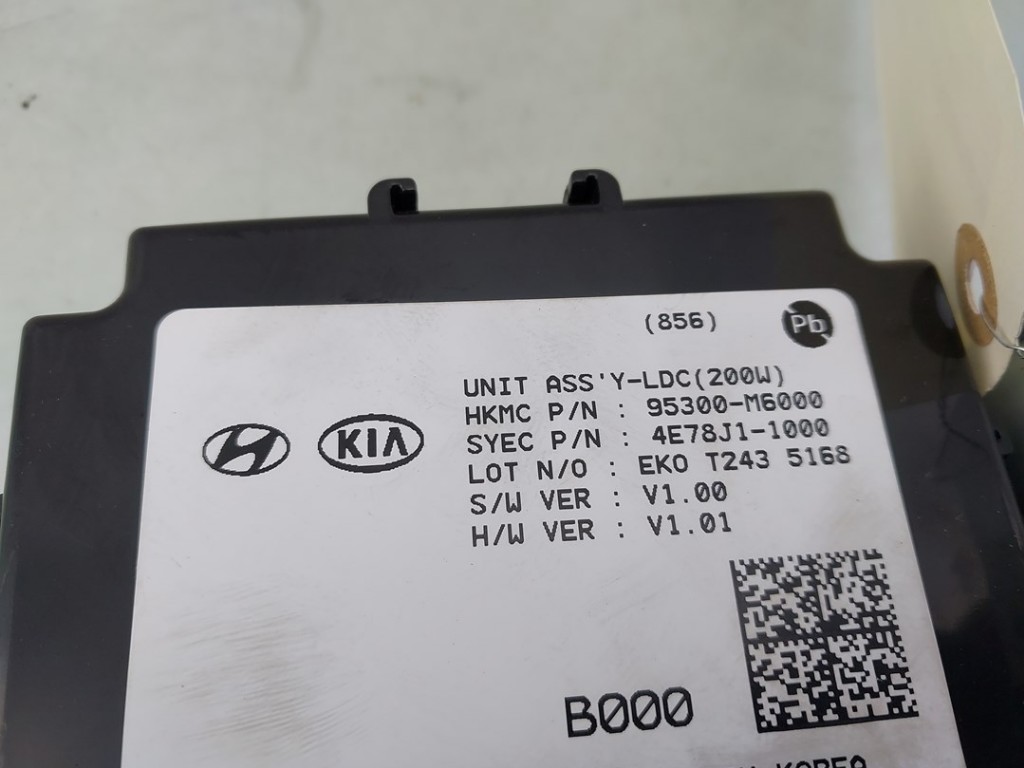 (856)
Pb
UNIT ASS'Y-LDC(200W)
HKMC P/N : 95300-M6000
SYEC P/N : 4E78J1-1000
LOT N/O : EKO T243 5168
S/W VER : V1.00
H/W VER : V1.01
KIA
B000
KOREA